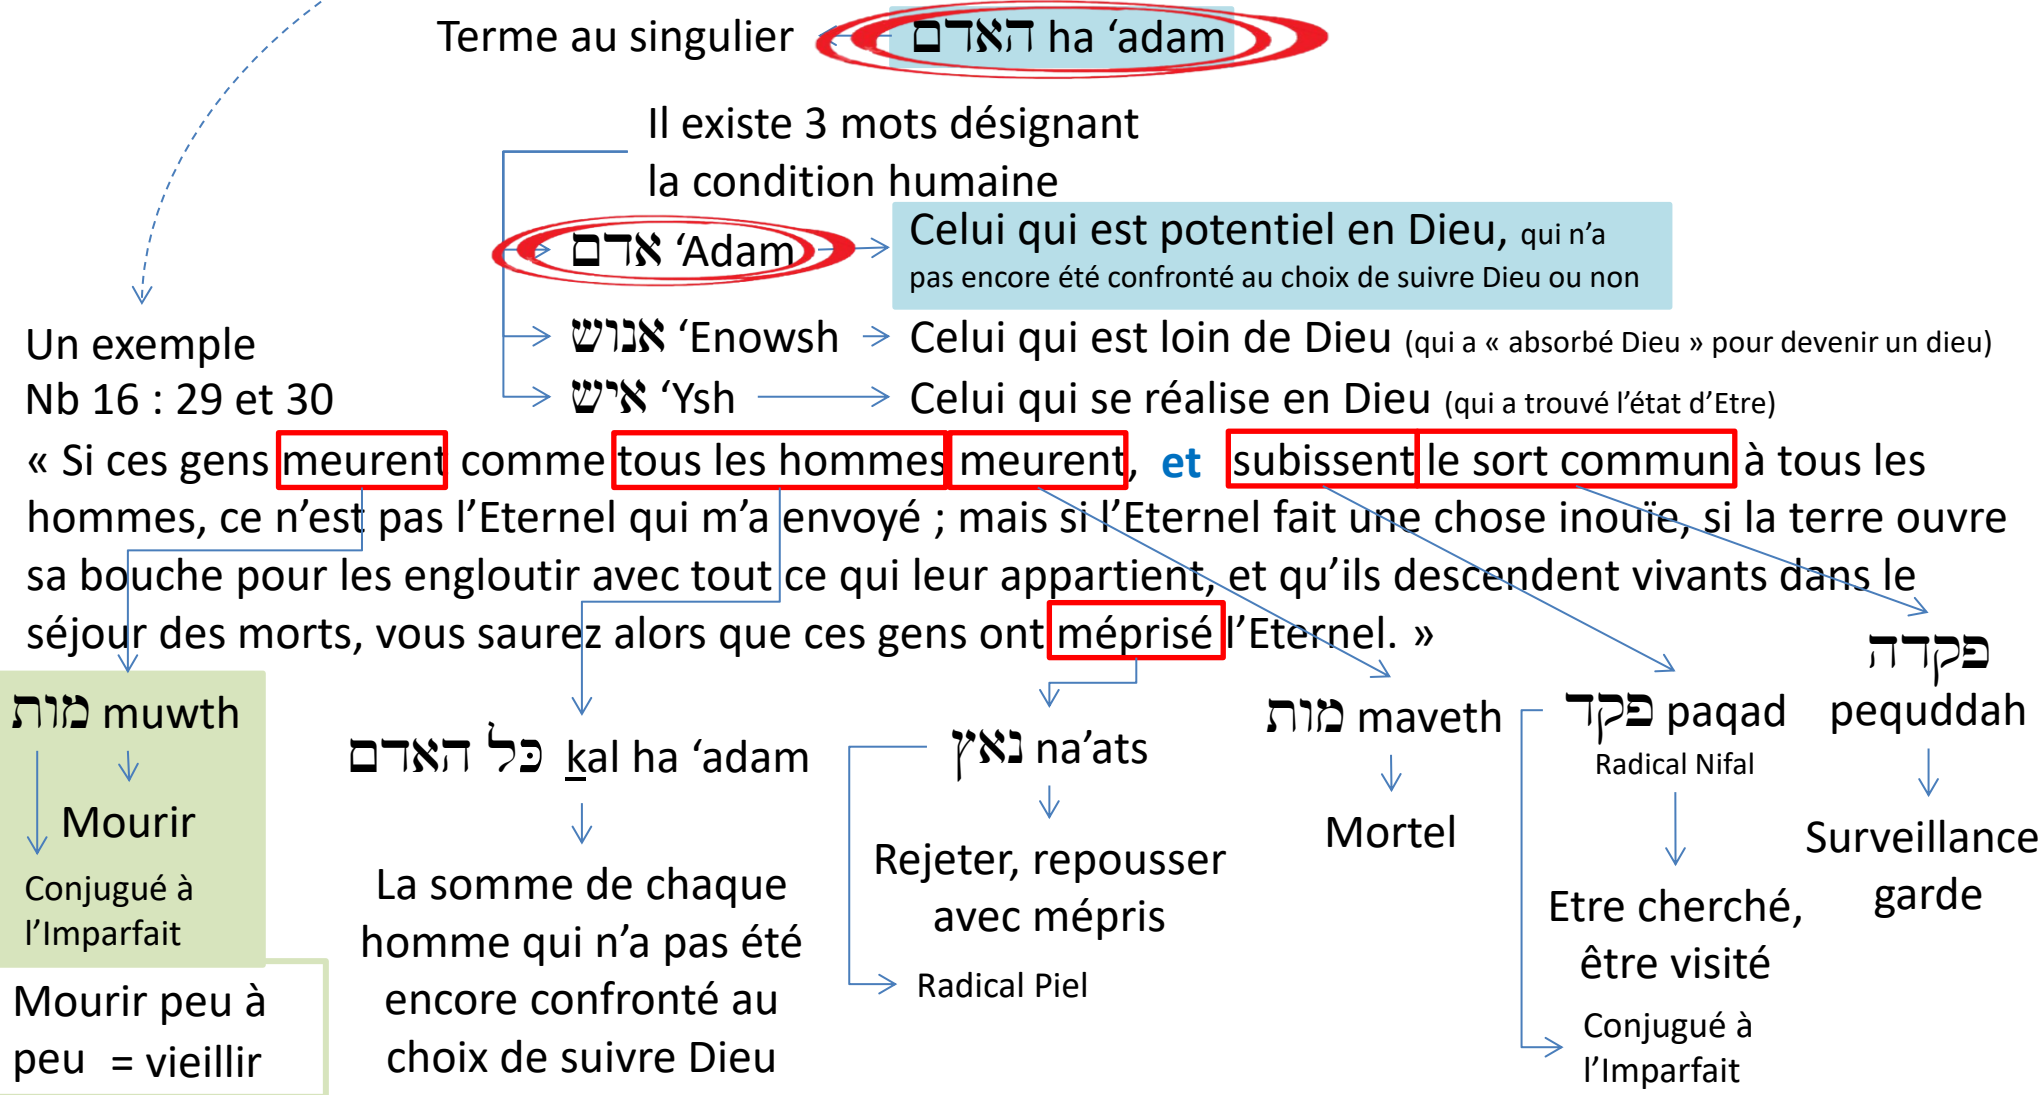 Terme au singulier האדם ha ‘adam
Il existe 3 mots désignant
la condition humaine
אדם ‘Adam
Celui qui est potentiel en Dieu, qui n’a
pas encore été confronté au choix de suivre Dieu ou non
אנוש ‘Enowsh
Celui qui est loin de Dieu (qui a « absorbé Dieu » pour devenir un dieu)
איש ‘Ysh
Celui qui se réalise en Dieu (qui a trouvé l’état d’Etre)
Un exemple
Nb 16 : 29 et 30
« Si ces gens meurent comme tous les hommes meurent, et subissent le sort commun à tous les
hommes, ce n’est pas l’Eternel qui m’a envoyé ; mais si l’Eternel fait une chose inouïe, si la terre ouvre
sa bouche pour les engloutir avec tout ce qui leur appartient, et qu’ils descendent vivants dans le
séjour des morts, vous saurez alors que ces gens ont méprisé l’Eternel. »
מות muwth
Mourir
Conjugué à
l’Imparfait
Mourir peu à
peu = vieillir
כּל האדם kal ha ‘adam
La somme de chaque
homme qui n’a pas été
encore confronté au
choix de suivre Dieu
נאץ na’ats
Rejeter, repousser
avec mépris
Radical Piel
מות maveth
Mortel
פקד paqad
Radical Nifal
Etre cherché,
être visité
Conjugué à
l’Imparfait
פקדה
pequddah
Surveillance
garde